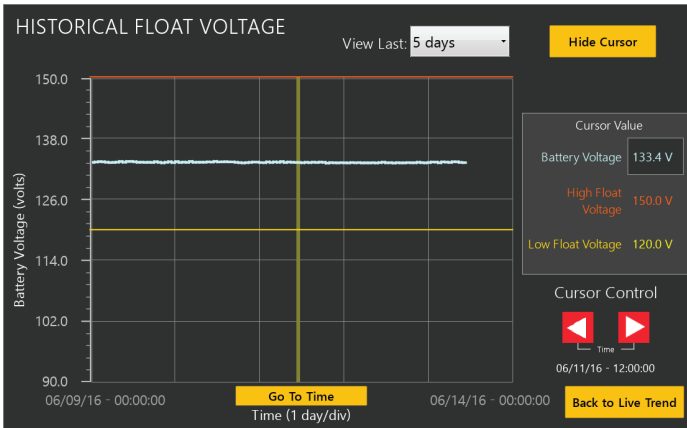 HISTORICAL FLOAT VOLTAGE
View Last: 5 days
Hide Cursor
150.0
138.0
126.0
114.0
102.0
90.0
Battery Voltage (volts)
Cursor Value
Battery Voltage 133.4 V
High Float
Voltage
150.0 V
Low Float Voltage 120.0 V
Cursor Control
Time
06/11/16 - 12:00:00
06/09/16 - 00:00:00
Go To Time
06/14/16 - 00:00:00
Time (1 day/div)
Back to Live Trend